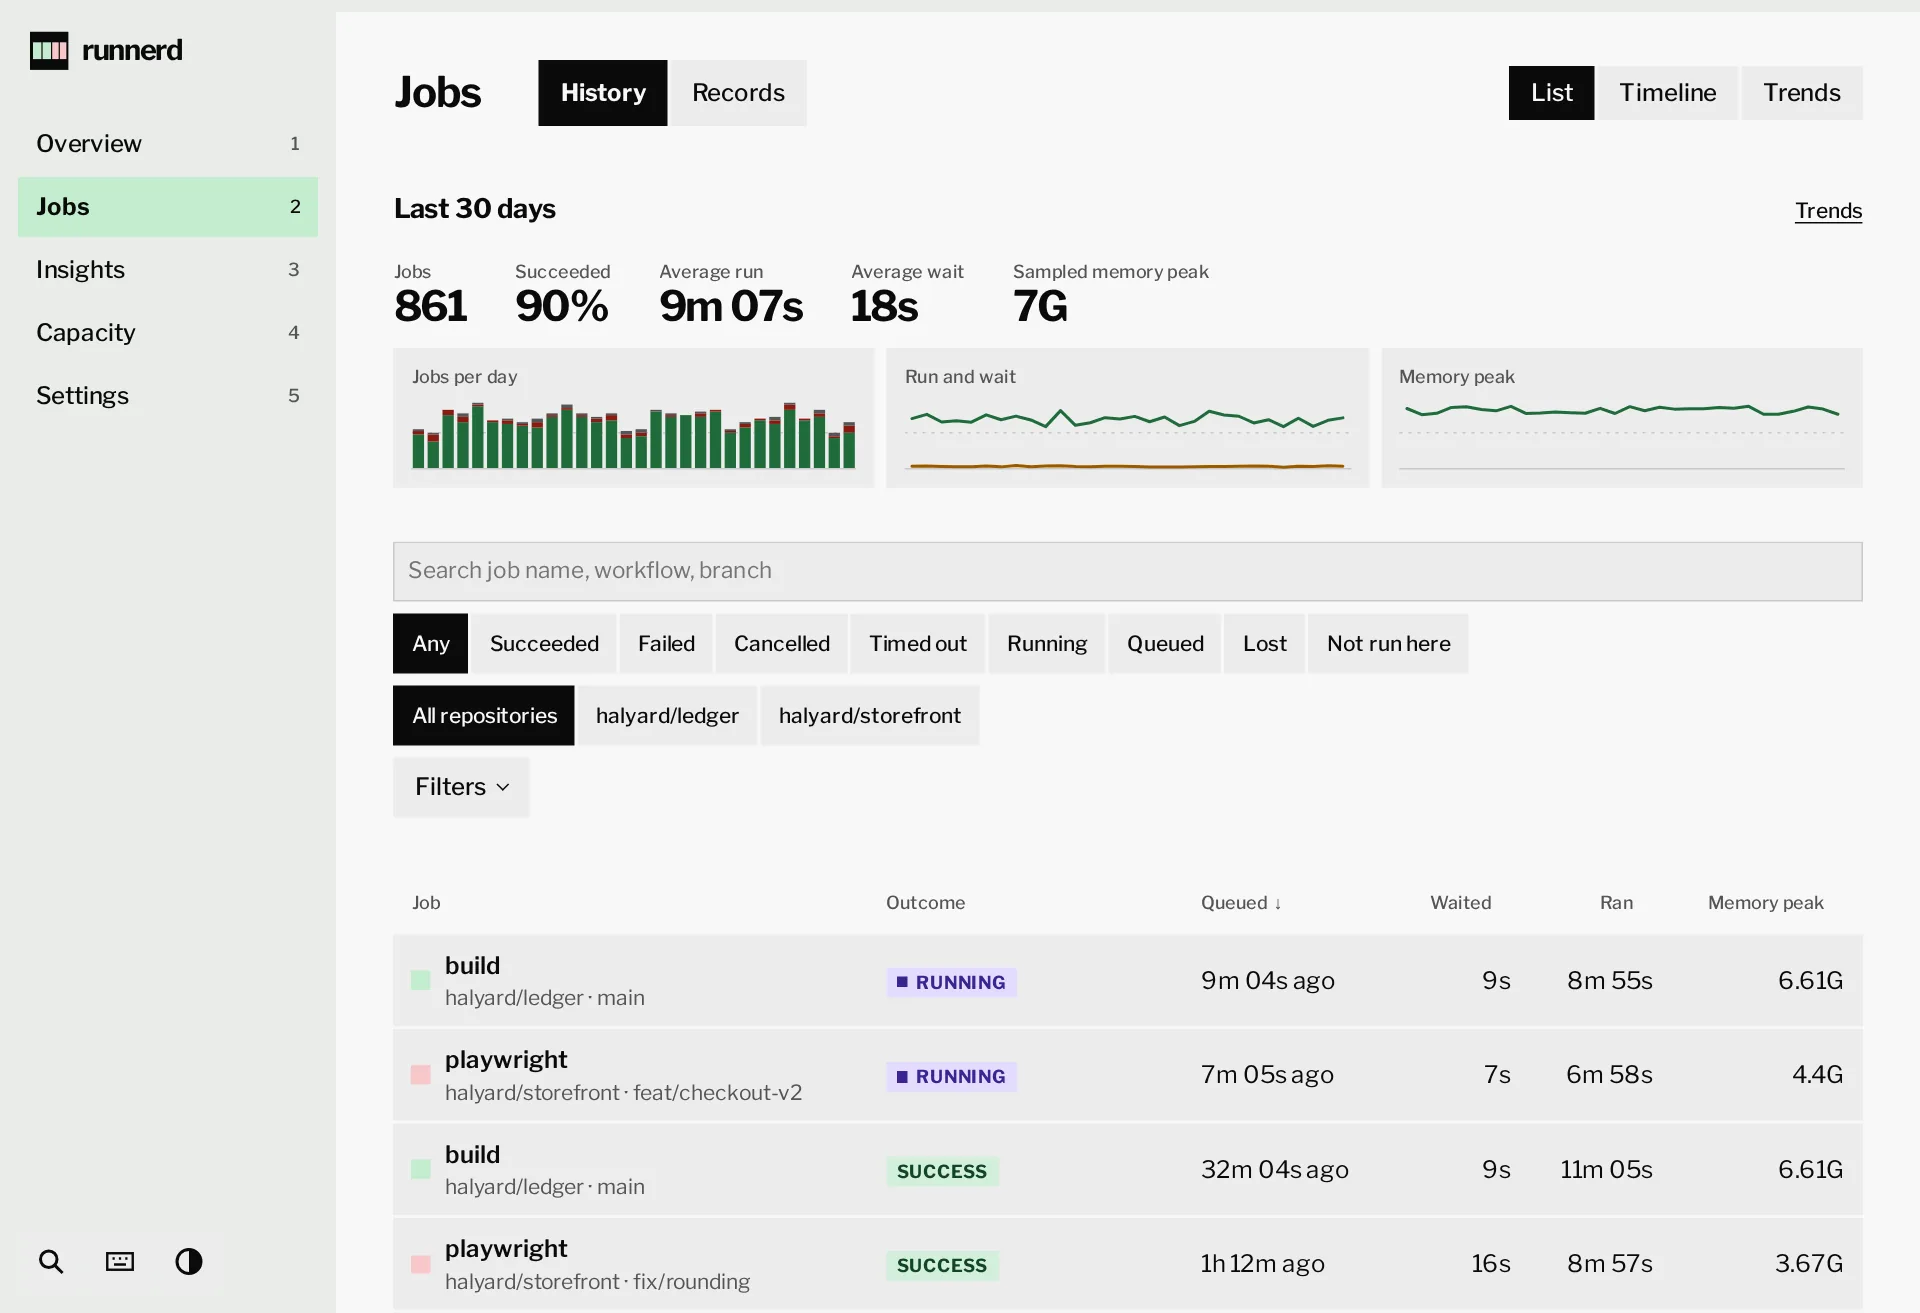 runnerd
Overview 1
Jobs 2
Insights 3
Capacity 4
Settings 5
Jobs
History Records
List Timeline Trends
Last 30 days
Trends
Jobs Succeeded Average run Average wait Sampled memory peak
861 90% 9m 07s 18s 7G
Jobs per day
Run and wait
Memory peak
Search job name, workflow, branch
Any Succeeded Failed Cancelled Timed out Running Queued Lost Not run here
All repositories halyard/ledger halyard/storefront
Filters
Job Outcome Queued ↓ Waited Ran Memory peak
build
halyard/ledger · main
RUNNING 9m 04s ago 9s 8m 55s 6.61G
playwright
halyard/storefront · feat/checkout-v2
RUNNING 7m 05s ago 7s 6m 58s 4.4G
build
halyard/ledger · main
SUCCESS 32m 04s ago 9s 11m 05s 6.61G
playwright
halyard/storefront · fix/rounding
SUCCESS 1h 12m ago 16s 8m 57s 3.67G